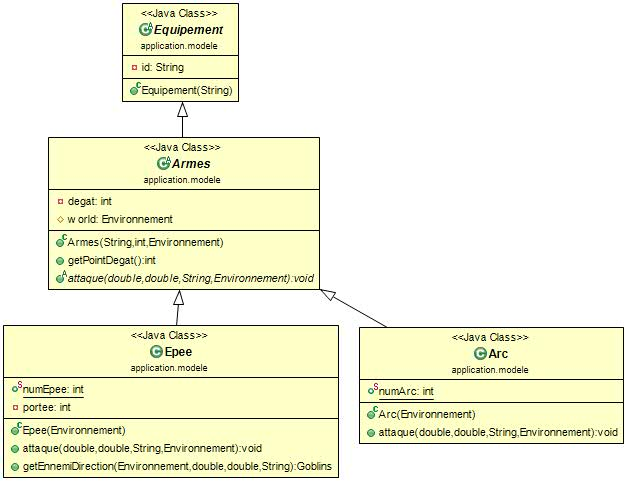 <<Java Class>>
Equipement
application.modele
id: String
Equipement(String)
<<Java Class>>
Armes
application.modele
degat: int
world: Environnement
Armes(String,int,Environnement)
getPointDegat():int
attaque(double,double,String,Environnement):void
<<Java Class>>
Epee
application.modele
numEpee: int
portee: int
Epee(Environnement)
attaque(double,double,String,Environnement):void
getEnnemiDirection(Environnement,double,double,String):Goblins
<<Java Class>>
Arc
application.modele
numArc: int
Arc(Environnement)
attaque(double,double,String,Environnement):void